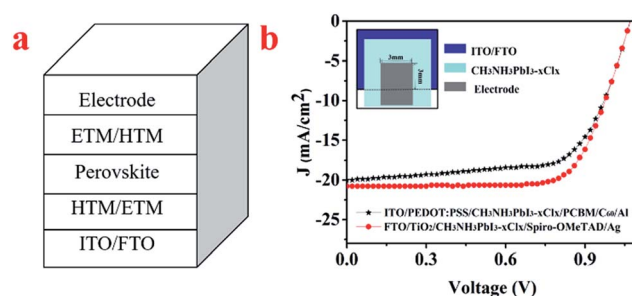 a
Electrode
ETM/HTM
Perovskite
HTM/ETM
ITO/FTO
b
J (mA/cm²)
0
-5
-10
-15
-20
-25
3mm
3mm
ITO/FTO
CH3NH3PbI3-xClx
Electrode
ITO/PEDOT:PSS/CH3NH3PbI3-xClx/PCBM/C60/Al
FTO/TiO2/CH3NH3PbI3-xClx/Spiro-OMeTAD/Ag
0.0 0.3 0.6 0.9
Voltage (V)